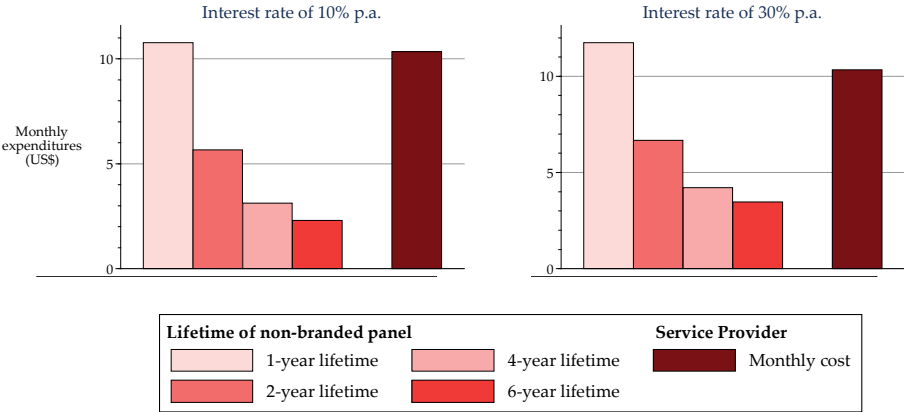 Interest rate of 10% p.a.
10
5
0
Monthly
expenditures
(US$)
Interest rate of 30% p.a.
10
5
0
Lifetime of non-branded panel
1-year lifetime
2-year lifetime
4-year lifetime
6-year lifetime
Service Provider
Monthly cost